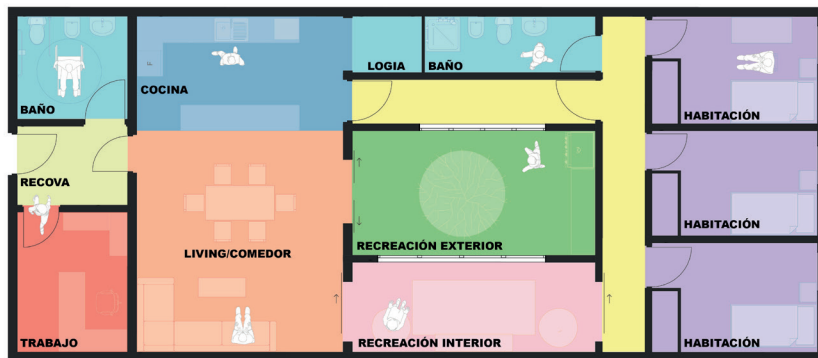 BAÑO
COCINA
LOGIA
BAÑO
HABITACIÓN
RECOVA
LIVING/COMEDOR
RECREACIÓN EXTERIOR
HABITACIÓN
TRABAJO
RECREACIÓN INTERIOR
HABITACIÓN
F